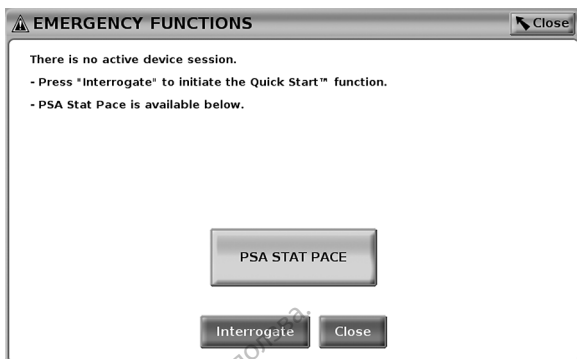 EMERGENCY FUNCTIONS
Close
There is no active device session.
- Press "Interrogate" to initiate the Quick Start™ function.
- PSA Stat Pace is available below.
PSA STAT PACE
Interrogate
Close